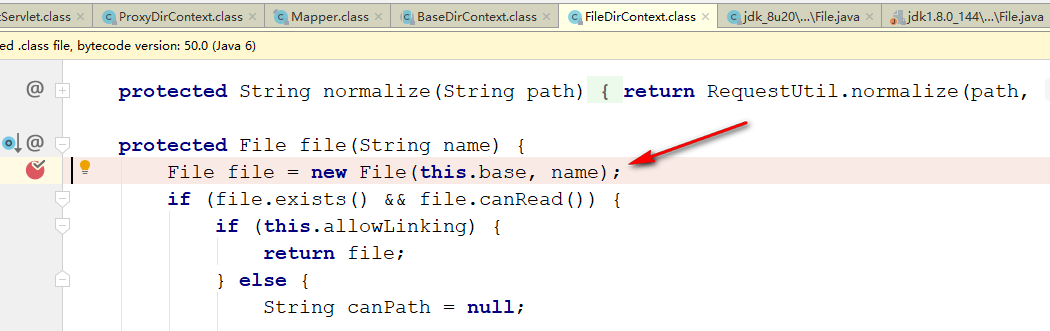 tServlet.class ProxyDirContext.class Mapper.class BaseDirContext.class FileDirContext.class jdk_8u20\...\File.java jdk1.8.0_144\...\File.java
ed .class file, bytecode version: 50.0 (Java 6)
protected String normalize(String path) { return RequestUtil.normalize(path,
protected File file(String name) {
File file = new File(this.base, name);
if (file.exists() && file.canRead()) {
if (this.allowLinking) {
return file;
} else {
String canPath = null;